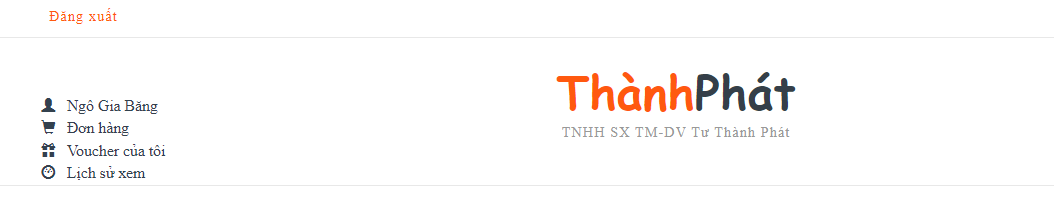 Đăng xuất
ThànhPhát
TNHH SX TM-DV Tư Thành Phát
Ngô Gia Băng
Đơn hàng
Voucher của tôi
Lịch sử xem